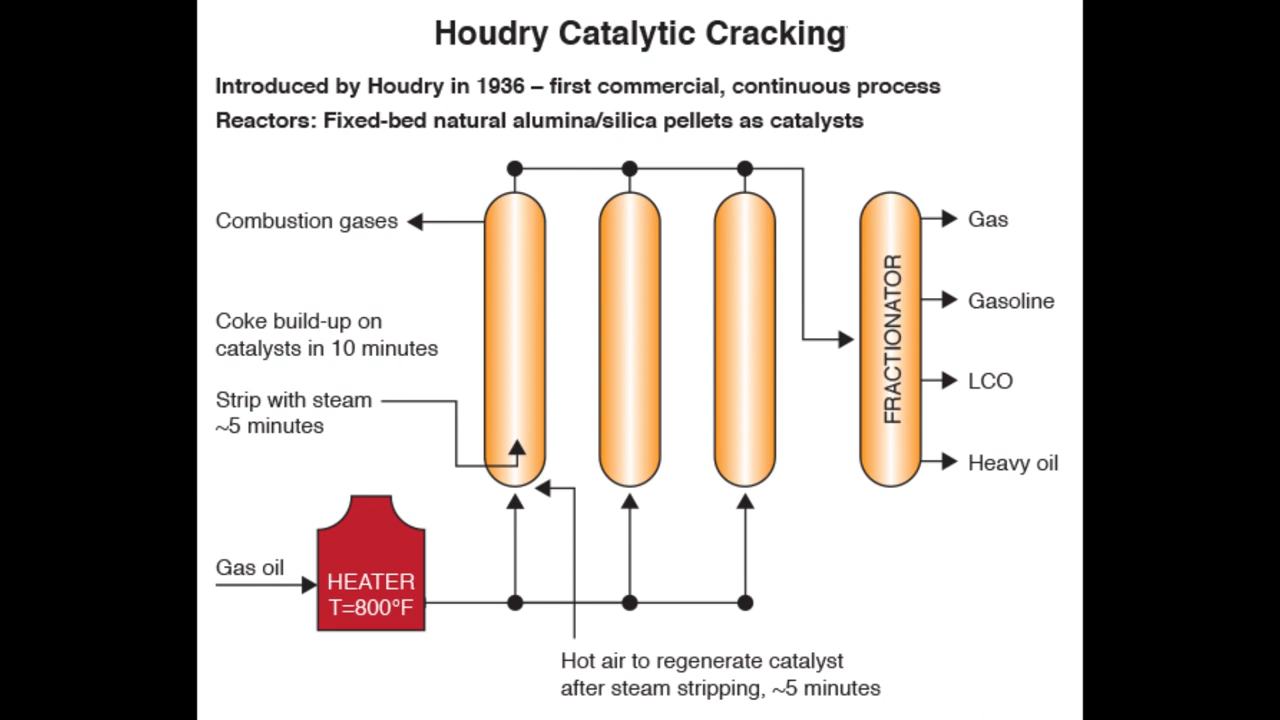 Houdry Catalytic Cracking
Introduced by Houdry in 1936 – first commercial, continuous process
Reactors: Fixed-bed natural alumina/silica pellets as catalysts
Combustion gases
Coke build-up on
catalysts in 10 minutes
Strip with steam
~5 minutes
Gas oil
HEATER
T=800°F
Hot air to regenerate catalyst
after steam stripping, ~5 minutes
FRACTIONATOR
Gas
Gasoline
LCO
Heavy oil